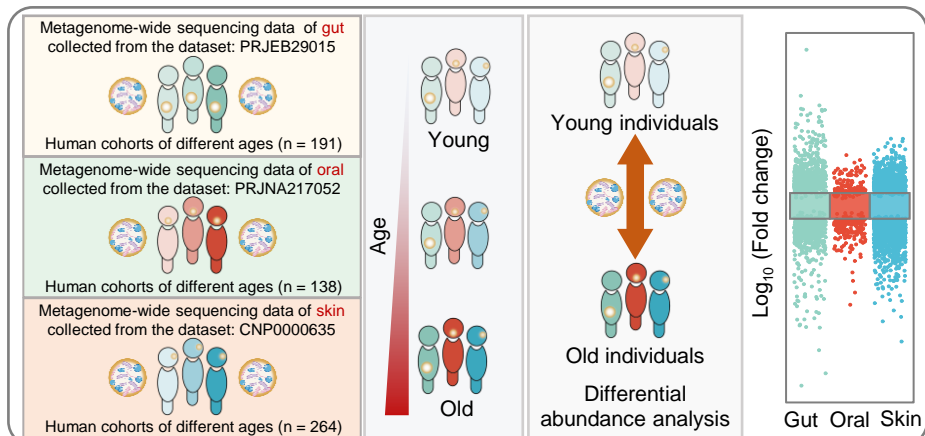 Metagenome-wide sequencing data of gut
collected from the dataset: PRJEB29015
Human cohorts of different ages (n = 191)
Metagenome-wide sequencing data of oral
collected from the dataset: PRJNA217052
Human cohorts of different ages (n = 138)
Metagenome-wide sequencing data of skin
collected from the dataset: CNP0000635
Human cohorts of different ages (n = 264)
Age
Young
Old
Young individuals
Old individuals
Differential
abundance analysis
Log₁₀ (Fold change)
Gut Oral Skin